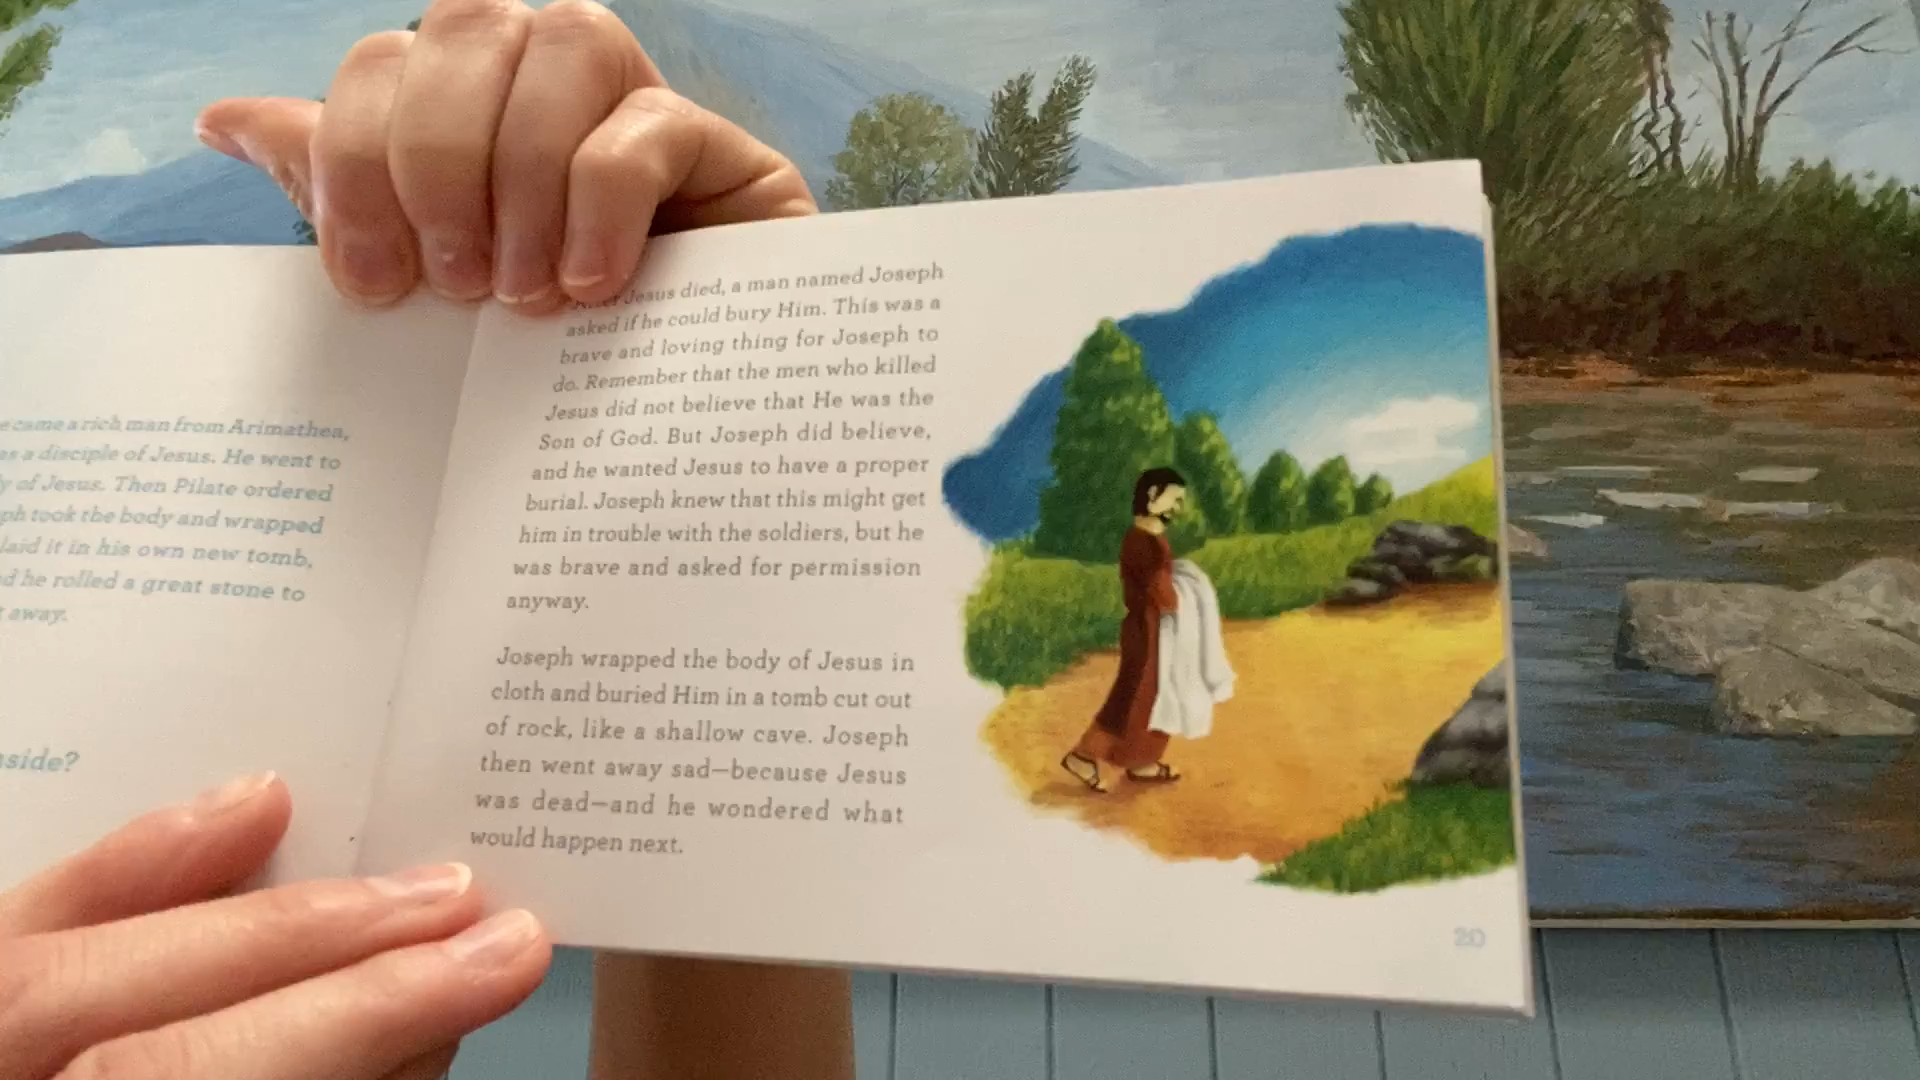 came a rich man from Arimathea,
a disciple of Jesus. He went to
of Jesus. Then Pilate ordered
took the body and wrapped
laid it in his own new tomb,
he rolled a great stone to
away.
Jesus died, a man named Joseph
asked if he could bury Him. This was a
brave and loving thing for Joseph to
do. Remember that the men who killed
Jesus did not believe that He was the
Son of God. But Joseph did believe,
and he wanted Jesus to have a proper
burial. Joseph knew that this might get
him in trouble with the soldiers, but he
was brave and asked for permission
anyway.
Joseph wrapped the body of Jesus in
cloth and buried Him in a tomb cut out
of rock, like a shallow cave. Joseph
then went away sad—because Jesus
was dead—and he wondered what
would happen next.
20